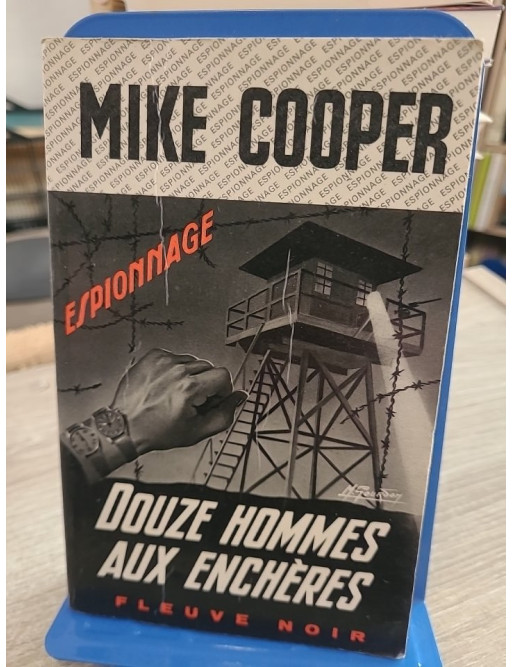 MIKE COOPER
ESPIONNAGE
DOUZE HOMMES
AUX ENCHÈRES
FLEUVE NOIR